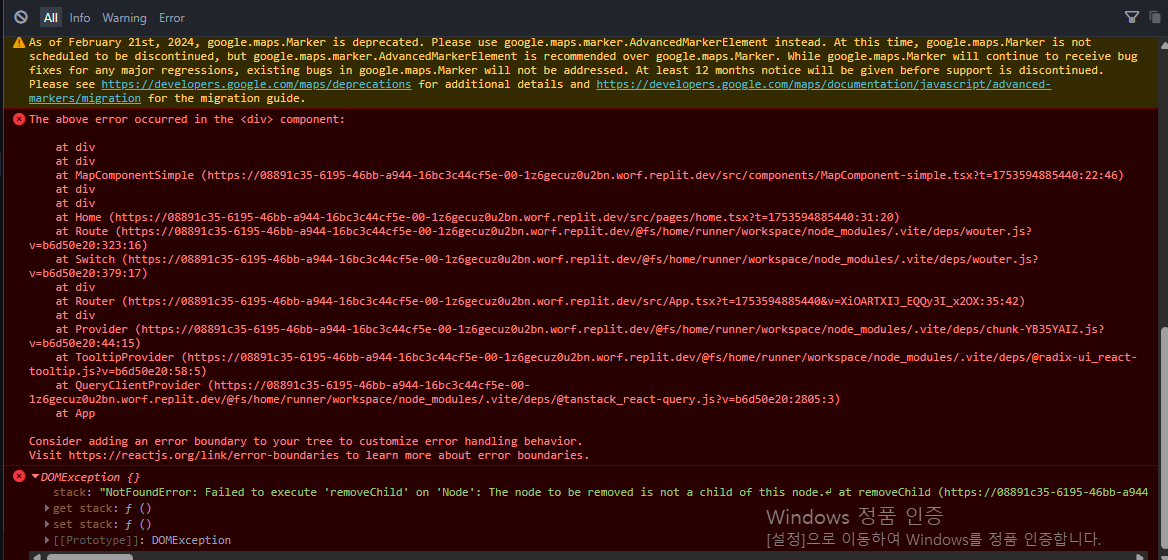 All Info Warning Error
As of February 21st, 2024, google.maps.Marker is deprecated. Please use google.maps.marker.AdvancedMarkerElement instead. At this time, google.maps.Marker is not
scheduled to be discontinued, but google.maps.marker.AdvancedMarkerElement is recommended over google.maps.Marker. While google.maps.Marker will continue to receive bug
fixes for any major regressions, existing bugs in google.maps.Marker will not be addressed. At least 12 months notice will be given before support is discontinued.
Please see https://developers.google.com/maps/deprecations for additional details and https://developers.google.com/maps/documentation/javascript/advanced-
markers/migration for the migration guide.
The above error occurred in the <div> component:
at div
at div
at MapComponentSimple (https://08891c35-6195-46bb-a944-16bc3c44cf5e-00-1z6gecuz0u2bn.worf.replit.dev/src/components/MapComponent-simple.tsx?t=1753594885440:22:46)
at div
at div
at Home (https://08891c35-6195-46bb-a944-16bc3c44cf5e-00-1z6gecuz0u2bn.worf.replit.dev/src/pages/home.tsx?t=1753594885440:31:20)
at Route (https://08891c35-6195-46bb-a944-16bc3c44cf5e-00-1z6gecuz0u2bn.worf.replit.dev/@fs/home/runner/workspace/node_modules/.vite/deps/wouter.js?
v=b6d50e20:323:16)
at Switch (https://08891c35-6195-46bb-a944-16bc3c44cf5e-00-1z6gecuz0u2bn.worf.replit.dev/@fs/home/runner/workspace/node_modules/.vite/deps/wouter.js?
v=b6d50e20:379:17)
at div
at Router (https://08891c35-6195-46bb-a944-16bc3c44cf5e-00-1z6gecuz0u2bn.worf.replit.dev/src/App.tsx?t=1753594885440&v=XiOARTXIJ_EQQy3I_x2OX:35:42)
at div
at Provider (https://08891c35-6195-46bb-a944-16bc3c44cf5e-00-1z6gecuz0u2bn.worf.replit.dev/@fs/home/runner/workspace/node_modules/.vite/deps/chunk-YB35YAIZ.js?
v=b6d50e20:44:15)
at TooltipProvider (https://08891c35-6195-46bb-a944-16bc3c44cf5e-00-1z6gecuz0u2bn.worf.replit.dev/@fs/home/runner/workspace/node_modules/.vite/deps/@radix-ui_react-
tooltip.js?v=b6d50e20:58:5)
at QueryClientProvider (https://08891c35-6195-46bb-a944-16bc3c44cf5e-00-
1z6gecuz0u2bn.worf.replit.dev/@fs/home/runner/workspace/node_modules/.vite/deps/@tanstack_react-query.js?v=b6d50e20:2805:3)
at App
Consider adding an error boundary to your tree to customize error handling behavior.
Visit https://reactjs.org/link/error-boundaries to learn more about error boundaries.
DOMException {}
stack: "NotFoundError: Failed to execute 'removeChild' on 'Node': The node to be removed is not a child of this node.↲ at removeChild (https://08891c35-6195-46bb-a944
get stack: ƒ ()
set stack: ƒ ()
[[Prototype]]: DOMException
Windows 정품 인증
[설정]으로 이동하여 Windows를 정품 인증합니다.